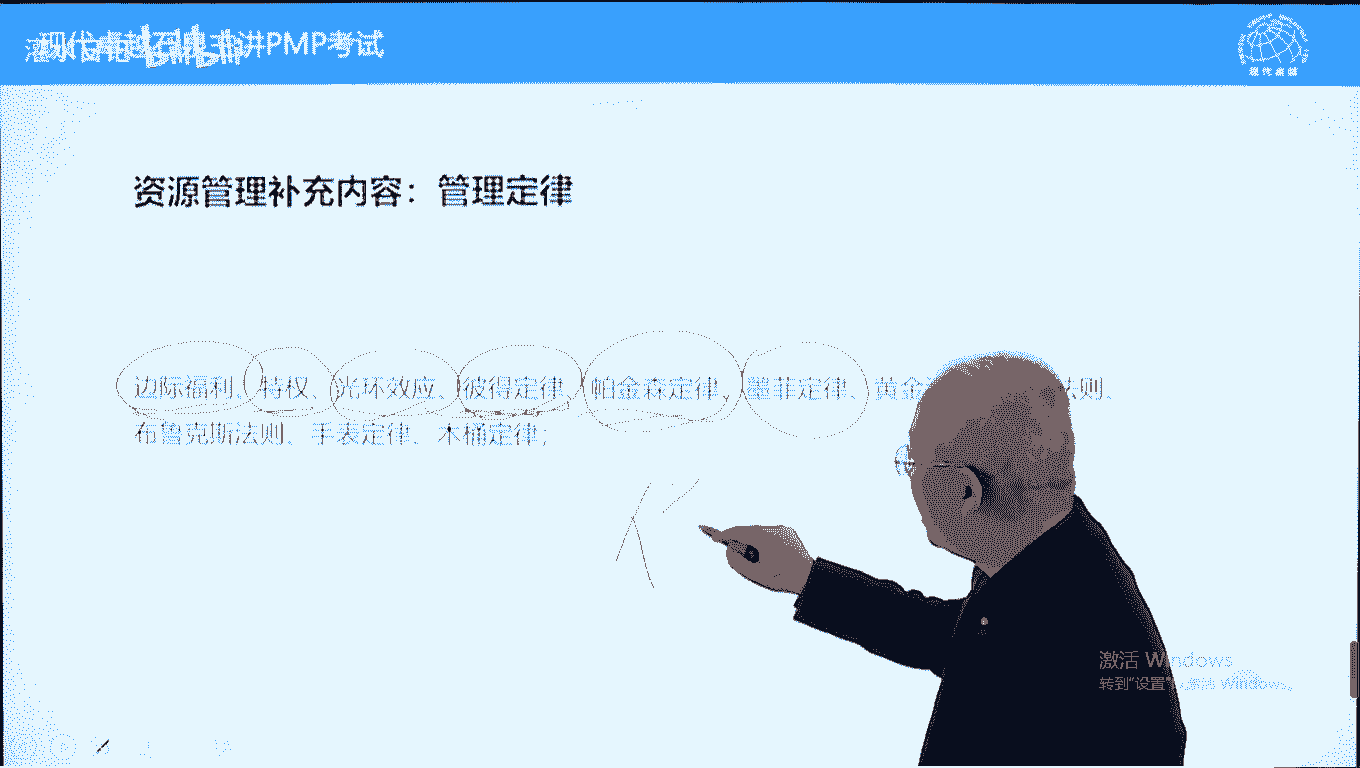 讲PMP考试
现代卓越
资源管理补充内容：管理定律
边际福利、特权、光环效应、彼得定律、帕金森定律、墨菲定律、黄金 法则、
布鲁克斯法则、手表定律、木桶定律；
激活 Windows
转到"设置" 激活 Windows。